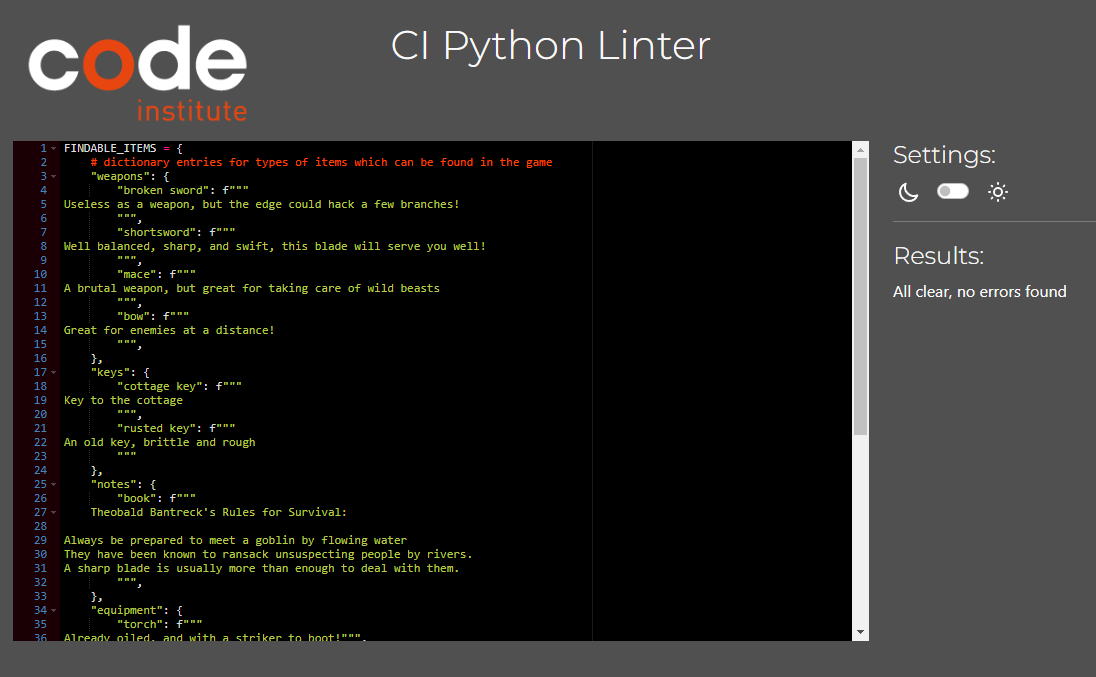 code
institute
CI Python Linter
1 FINDABLE_ITEMS = {
2     # dictionary entries for types of items which can be found in the game
3     "weapons": {
4         "broken sword": f"""
5 Useless as a weapon, but the edge could hack a few branches!
6         """,
7         "shortsword": f"""
8 Well balanced, sharp, and swift, this blade will serve you well!
9         """,
10         "mace": f"""
11 A brutal weapon, but great for taking care of wild beasts
12         """,
13         "bow": f"""
14 Great for enemies at a distance!
15         """,
16     },
17     "keys": {
18         "cottage key": f"""
19 Key to the cottage
20         """,
21         "rusted key": f"""
22 An old key, brittle and rough
23         """
24     },
25     "notes": {
26         "book": f"""
27     Theobald Bantreck's Rules for Survival:
28
29 Always be prepared to meet a goblin by flowing water
30 They have been known to ransack unsuspecting people by rivers.
31 A sharp blade is usually more than enough to deal with them.
32         """,
33     },
34     "equipment": {
35         "torch": f"""
36 Already oiled, and with a striker to boot!""",
Settings:
Results:
All clear, no errors found